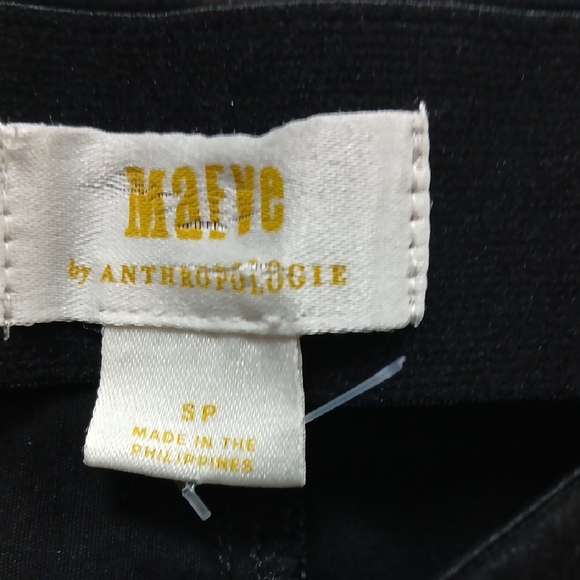 Maeve
by ANTHROPOLOGIE
SP
MADE IN THE
PHILIPPINES